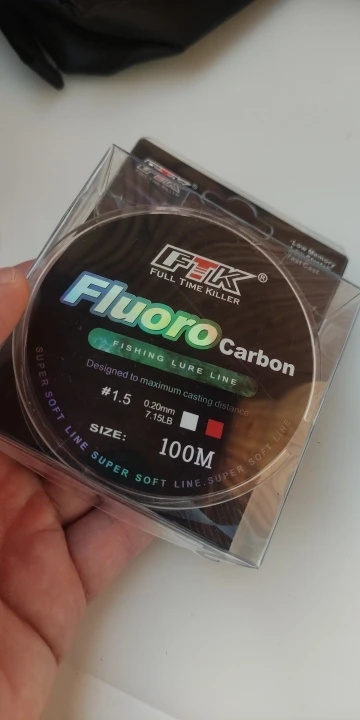 FTK
Low Memory
FTK®
FULL TIME KILLER
Fluoro Carbon
FISHING LURE LINE
Designed to maximum casting distance
#1.5
0.20mm
7.15LB
SIZE: 100M
SUPER SOFT LINE.SUPER SOFT LINE.SUPER SOFT LINE